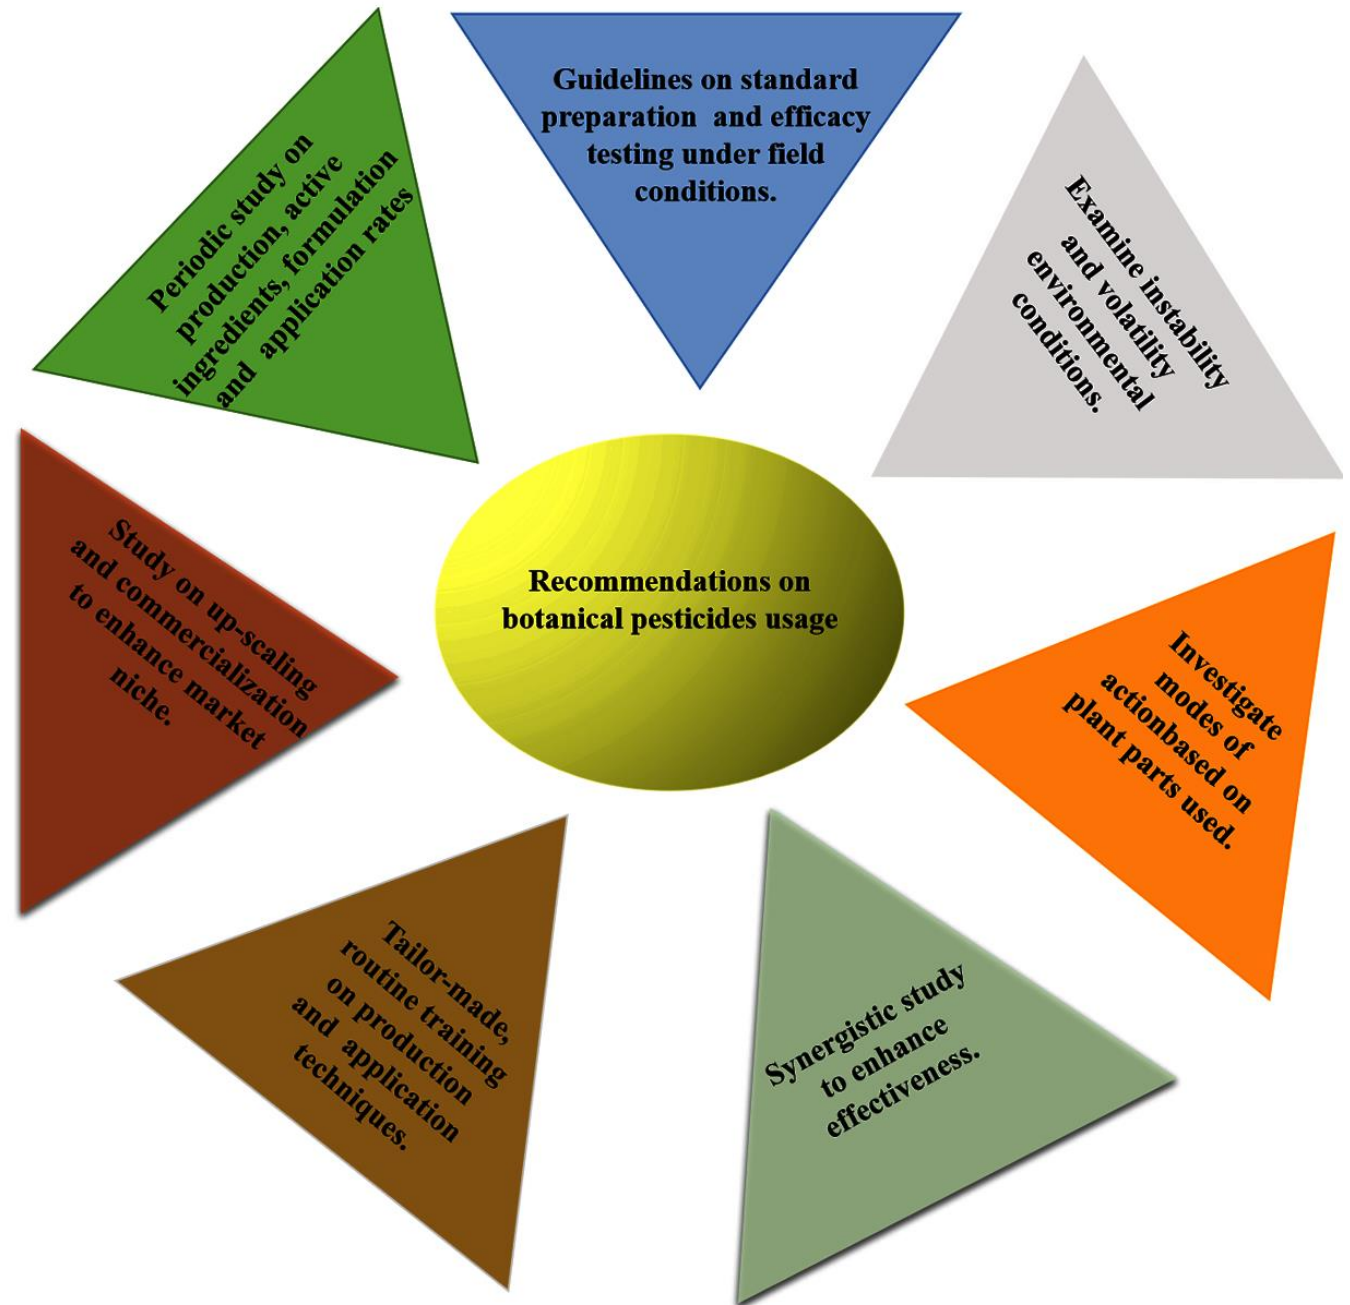 Guidelines on standard
preparation and efficacy
testing under field
conditions.
Examine instability
and volatility
environmental
conditions.
Investigate
modes of
actionbased on
plant parts used.
Synergistic study
to enhance
effectiveness.
Tailor-made,
routine training
on production
and application
techniques.
Study on up-scaling
and commercialization
to enhance market
niche.
Periodic study on
production, active
ingredients, formulation
and application rates
Recommendations on
botanical pesticides usage